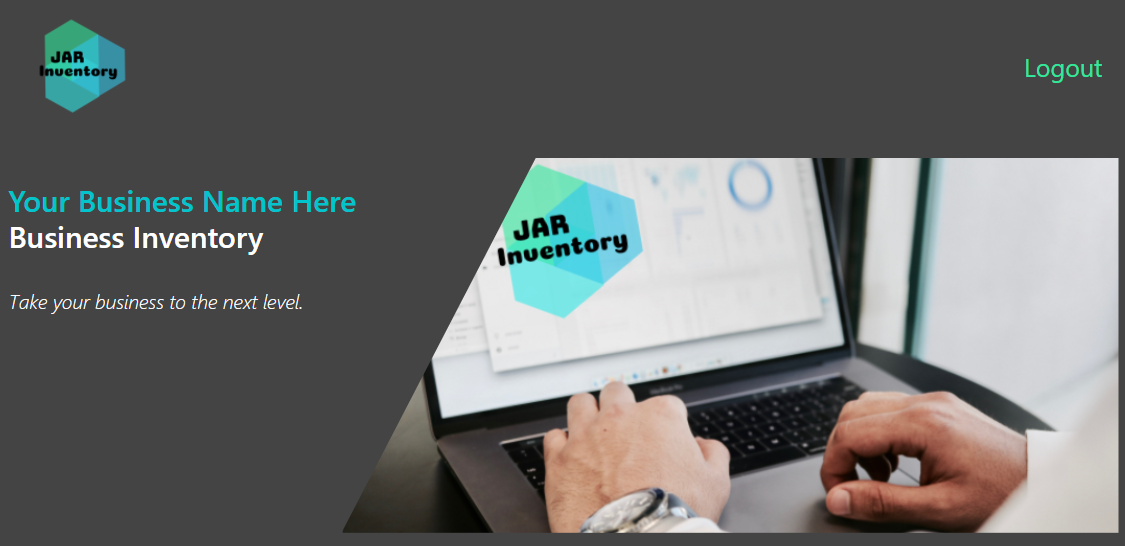 JAR
Inventory
Logout
Your Business Name Here
Business Inventory
Take your business to the next level.
JAR
Inventory